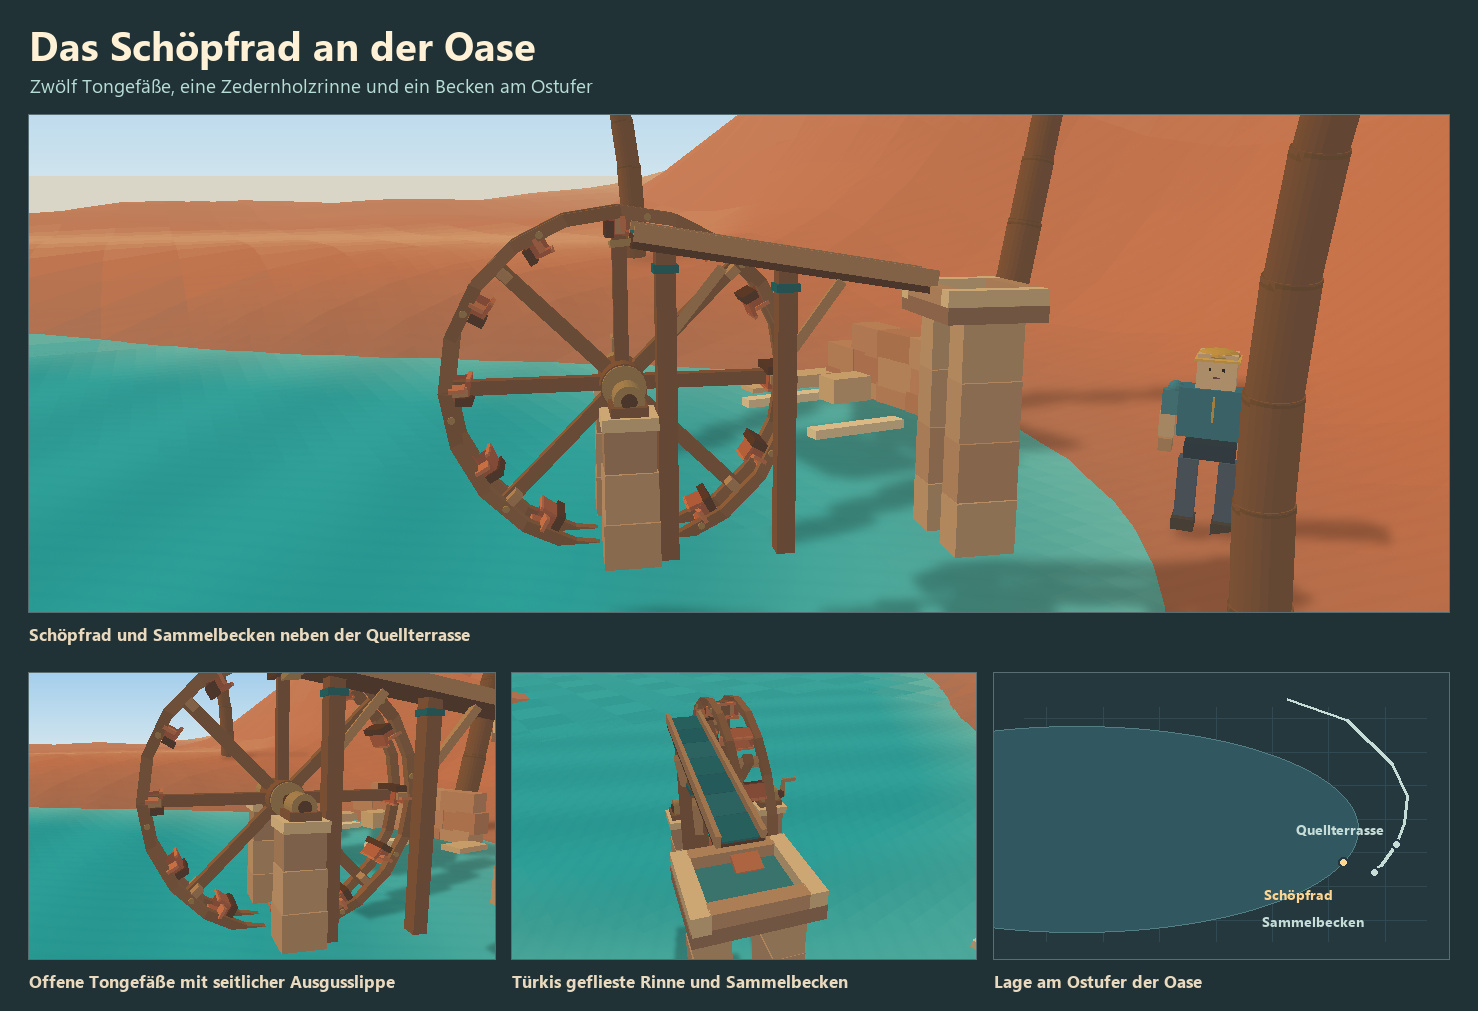 Das Schöpfrad an der Oase
Zwölf Tongefäße, eine Zedernholzrinne und ein Becken am Ostufer
Schöpfrad und Sammelbecken neben der Quellterrasse
Quellterrasse
Schöpfrad
Sammelbecken
Offene Tongefäße mit seitlicher Ausgusslippe
Türkis geflieste Rinne und Sammelbecken
Lage am Ostufer der Oase